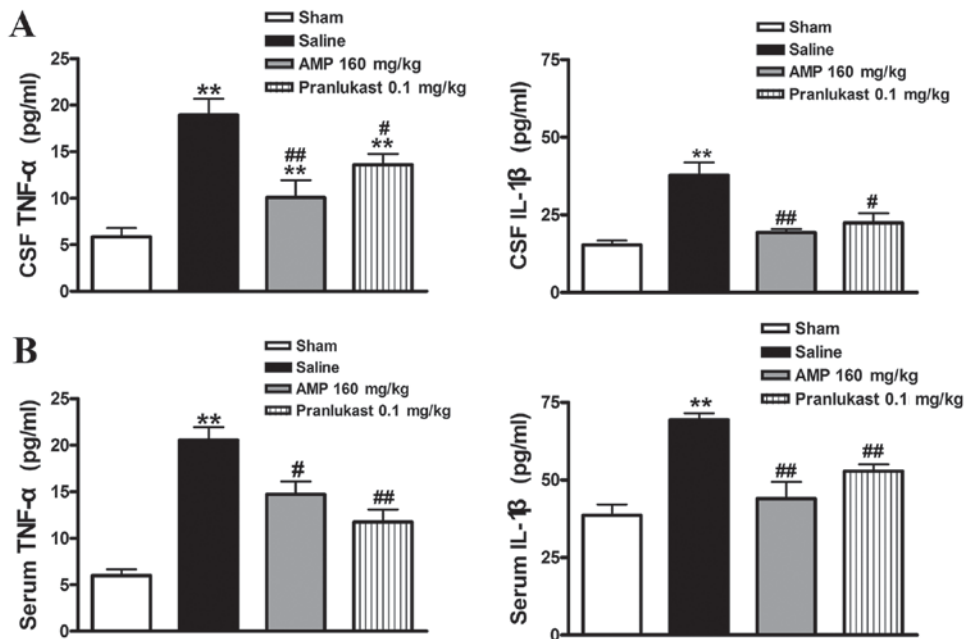 A
Sham
Saline
AMP 160 mg/kg
Pranlukast 0.1 mg/kg
CSF TNF-α (pg/ml)
25
20
15
10
5
0
**
##
**
#
**
Sham
Saline
AMP 160 mg/kg
Pranlukast 0.1 mg/kg
CSF IL-1β (pg/ml)
75
50
25
0
**
##
#
B
Sham
Saline
AMP 160 mg/kg
Pranlukast 0.1 mg/kg
Serum TNF-α (pg/ml)
25
20
15
10
5
0
**
#
##
Sham
Saline
AMP 160 mg/kg
Pranlukast 0.1 mg/kg
Serum IL-1β (pg/ml)
75
50
25
0
**
##
##